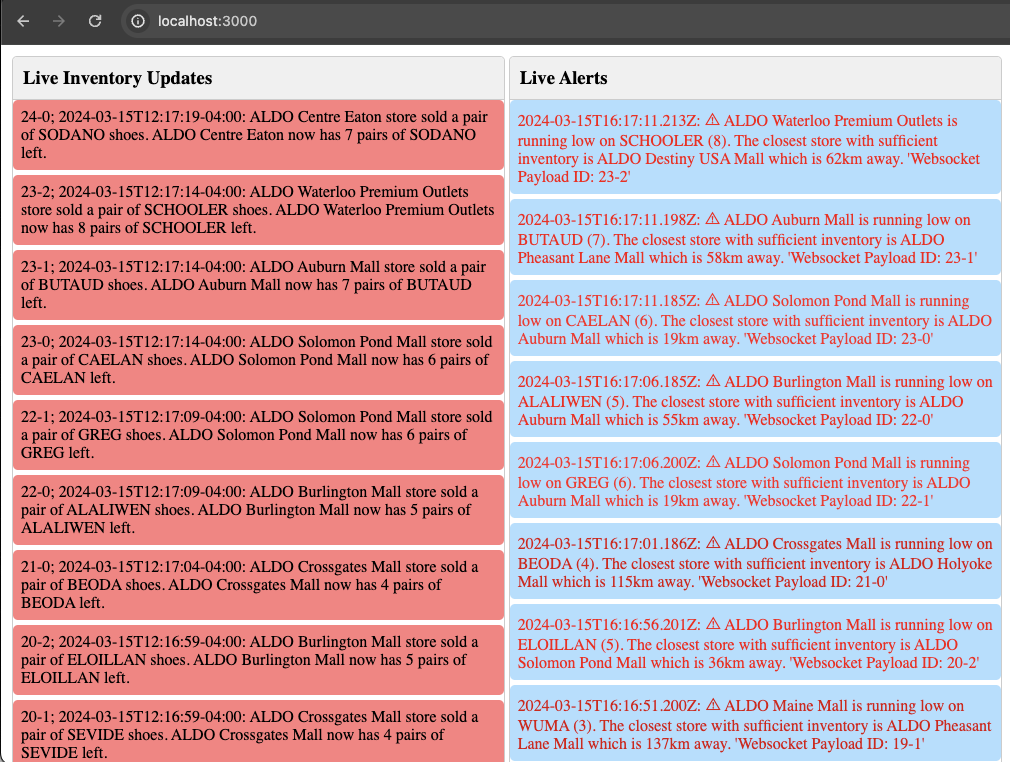 localhost:3000
Live Inventory Updates
24-0; 2024-03-15T12:17:19-04:00: ALDO Centre Eaton store sold a pair
of SODANO shoes. ALDO Centre Eaton now has 7 pairs of SODANO
left.
23-2; 2024-03-15T12:17:14-04:00: ALDO Waterloo Premium Outlets
store sold a pair of SCHOOLER shoes. ALDO Waterloo Premium Outlets
now has 8 pairs of SCHOOLER left.
23-1; 2024-03-15T12:17:14-04:00: ALDO Auburn Mall store sold a pair
of BUTAUD shoes. ALDO Auburn Mall now has 7 pairs of BUTAUD
left.
23-0; 2024-03-15T12:17:14-04:00: ALDO Solomon Pond Mall store sold
a pair of CAELAN shoes. ALDO Solomon Pond Mall now has 6 pairs of
CAELAN left.
22-1; 2024-03-15T12:17:09-04:00: ALDO Solomon Pond Mall store sold
a pair of GREG shoes. ALDO Solomon Pond Mall now has 6 pairs of
GREG left.
22-0; 2024-03-15T12:17:09-04:00: ALDO Burlington Mall store sold a
pair of ALALIWEN shoes. ALDO Burlington Mall now has 5 pairs of
ALALIWEN left.
21-0; 2024-03-15T12:17:04-04:00: ALDO Crossgates Mall store sold a
pair of BEODA shoes. ALDO Crossgates Mall now has 4 pairs of
BEODA left.
20-2; 2024-03-15T12:16:59-04:00: ALDO Burlington Mall store sold a
pair of ELOILLAN shoes. ALDO Burlington Mall now has 5 pairs of
ELOILLAN left.
20-1; 2024-03-15T12:16:59-04:00: ALDO Crossgates Mall store sold a
pair of SEVIDE shoes. ALDO Crossgates Mall now has 4 pairs of
SEVIDE left.
Live Alerts
2024-03-15T16:17:11.213Z: ⚠ ALDO Waterloo Premium Outlets is
running low on SCHOOLER (8). The closest store with sufficient
inventory is ALDO Destiny USA Mall which is 62km away. 'Websocket
Payload ID: 23-2'
2024-03-15T16:17:11.198Z: ⚠ ALDO Auburn Mall is running low on
BUTAUD (7). The closest store with sufficient inventory is ALDO
Pheasant Lane Mall which is 58km away. 'Websocket Payload ID: 23-1'
2024-03-15T16:17:11.185Z: ⚠ ALDO Solomon Pond Mall is running
low on CAELAN (6). The closest store with sufficient inventory is ALDO
Auburn Mall which is 19km away. 'Websocket Payload ID: 23-0'
2024-03-15T16:17:06.185Z: ⚠ ALDO Burlington Mall is running low on
ALALIWEN (5). The closest store with sufficient inventory is ALDO
Auburn Mall which is 55km away. 'Websocket Payload ID: 22-0'
2024-03-15T16:17:06.200Z: ⚠ ALDO Solomon Pond Mall is running
low on GREG (6). The closest store with sufficient inventory is ALDO
Auburn Mall which is 19km away. 'Websocket Payload ID: 22-1'
2024-03-15T16:17:01.186Z: ⚠ ALDO Crossgates Mall is running low on
BEODA (4). The closest store with sufficient inventory is ALDO Holyoke
Mall which is 115km away. 'Websocket Payload ID: 21-0'
2024-03-15T16:16:56.201Z: ⚠ ALDO Burlington Mall is running low on
ELOILLAN (5). The closest store with sufficient inventory is ALDO
Solomon Pond Mall which is 36km away. 'Websocket Payload ID: 20-2'
2024-03-15T16:16:51.200Z: ⚠ ALDO Maine Mall is running low on
WUMA (3). The closest store with sufficient inventory is ALDO Pheasant
Lane Mall which is 137km away. 'Websocket Payload ID: 19-1'